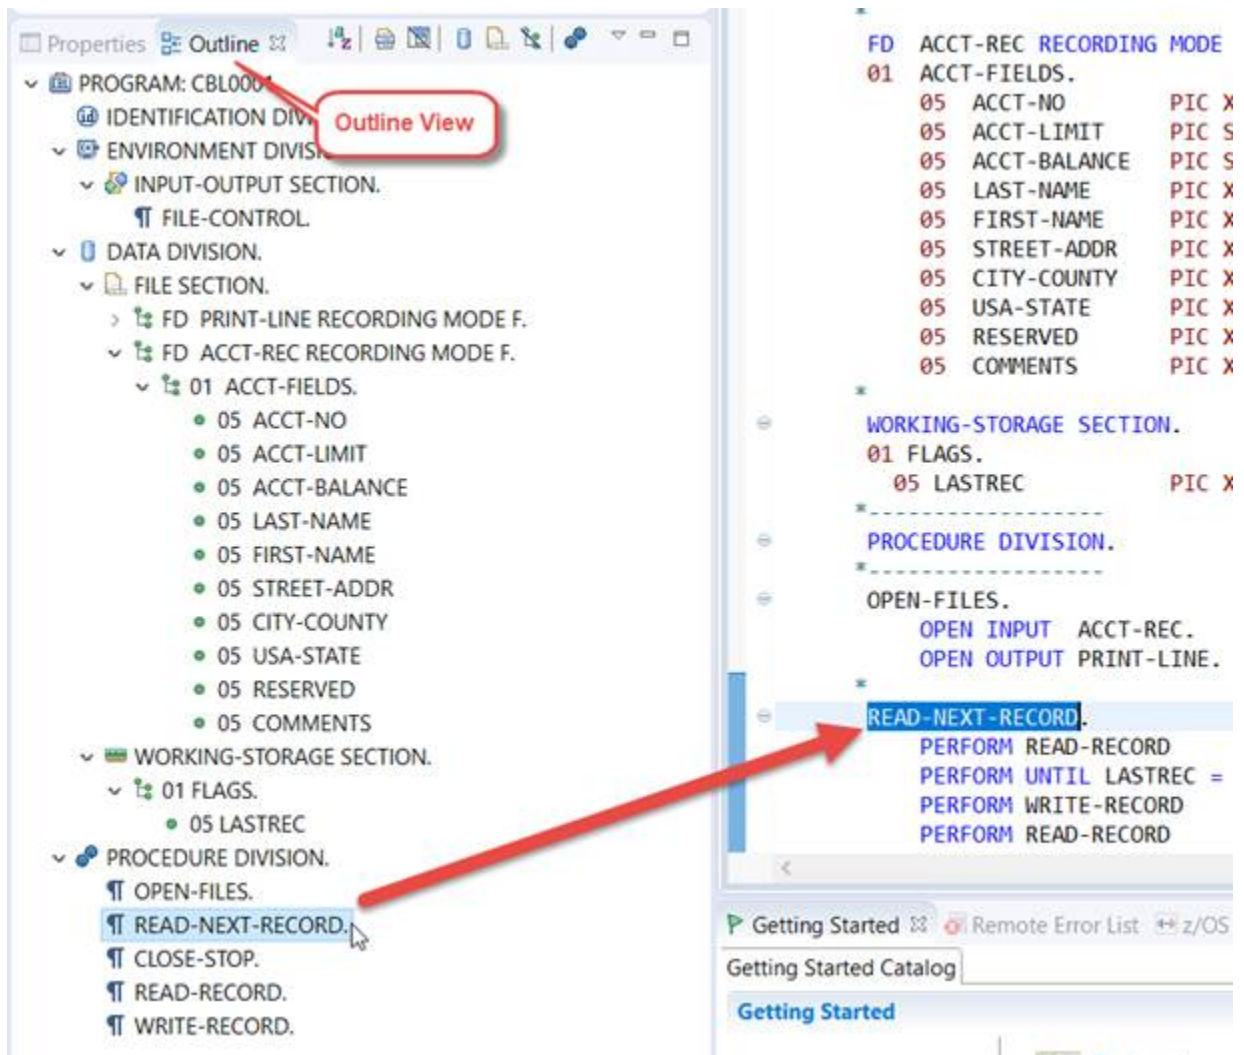 Properties Outline
PROGRAM: CBL0001
Outline View
IDENTIFICATION DIV
ENVIRONMENT DIVIS
INPUT-OUTPUT SECTION.
FILE-CONTROL.
DATA DIVISION.
FILE SECTION.
FD PRINT-LINE RECORDING MODE F.
FD ACCT-REC RECORDING MODE F.
01 ACCT-FIELDS.
05 ACCT-NO
05 ACCT-LIMIT
05 ACCT-BALANCE
05 LAST-NAME
05 FIRST-NAME
05 STREET-ADDR
05 CITY-COUNTY
05 USA-STATE
05 RESERVED
05 COMMENTS
WORKING-STORAGE SECTION.
01 FLAGS.
05 LASTREC
PROCEDURE DIVISION.
OPEN-FILES.
READ-NEXT-RECORD.
CLOSE-STOP.
READ-RECORD.
WRITE-RECORD.
*
FD ACCT-REC RECORDING MODE
01 ACCT-FIELDS.
05 ACCT-NO PIC X
05 ACCT-LIMIT PIC S
05 ACCT-BALANCE PIC S
05 LAST-NAME PIC X
05 FIRST-NAME PIC X
05 STREET-ADDR PIC X
05 CITY-COUNTY PIC X
05 USA-STATE PIC X
05 RESERVED PIC X
05 COMMENTS PIC X
*
WORKING-STORAGE SECTION.
01 FLAGS.
05 LASTREC PIC X
*------------------
PROCEDURE DIVISION.
*------------------
OPEN-FILES.
OPEN INPUT ACCT-REC.
OPEN OUTPUT PRINT-LINE.
*
READ-NEXT-RECORD.
PERFORM READ-RECORD
PERFORM UNTIL LASTREC =
PERFORM WRITE-RECORD
PERFORM READ-RECORD
Getting Started Remote Error List z/OS
Getting Started Catalog
Getting Started